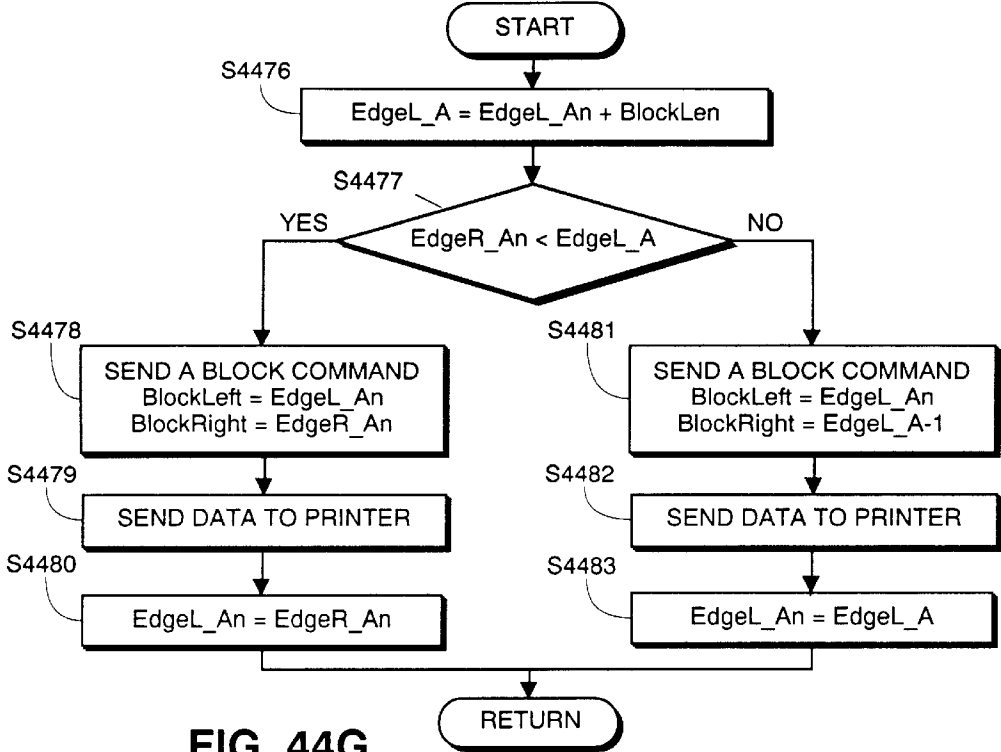 START
S4476
EdgeL_A = EdgeL_An + BlockLen
S4477
YES
EdgeR_An < EdgeL_A
NO
S4478
SEND A BLOCK COMMAND
BlockLeft = EdgeL_An
BlockRight = EdgeR_An
S4481
SEND A BLOCK COMMAND
BlockLeft = EdgeL_An
BlockRight = EdgeL_A-1
S4479
SEND DATA TO PRINTER
S4482
SEND DATA TO PRINTER
S4480
EdgeL_An = EdgeR_An
S4483
EdgeL_An = EdgeL_A
RETURN
FIG. 44G